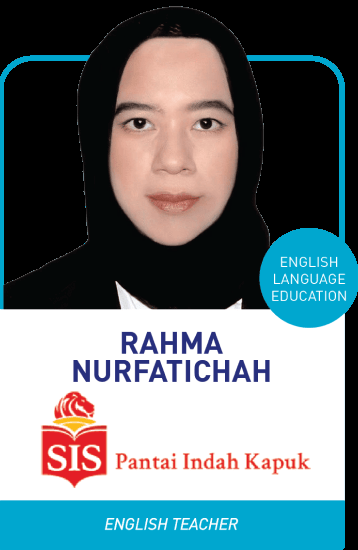 ENGLISH
LANGUAGE
EDUCATION
RAHMA
NURFATICHAH
SIS
Pantai Indah Kapuk
ENGLISH TEACHER